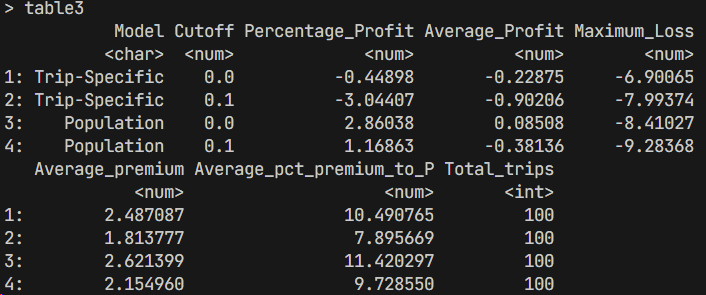 > table3
            Model Cutoff Percentage_Profit Average_Profit Maximum_Loss
           <char>  <num>             <num>          <num>        <num>
1: Trip-Specific    0.0          -0.44898       -0.22875     -6.90065
2: Trip-Specific    0.1          -3.04407       -0.90206     -7.99374
3:    Population    0.0           2.86038        0.08508     -8.41027
4:    Population    0.1           1.16863       -0.38136     -9.28368
   Average_premium Average_pct_premium_to_P Total_trips
             <num>                    <num>       <int>
1:        2.487087                10.490765         100
2:        1.813777                 7.895669         100
3:        2.621399                11.420297         100
4:        2.154960                 9.728550         100